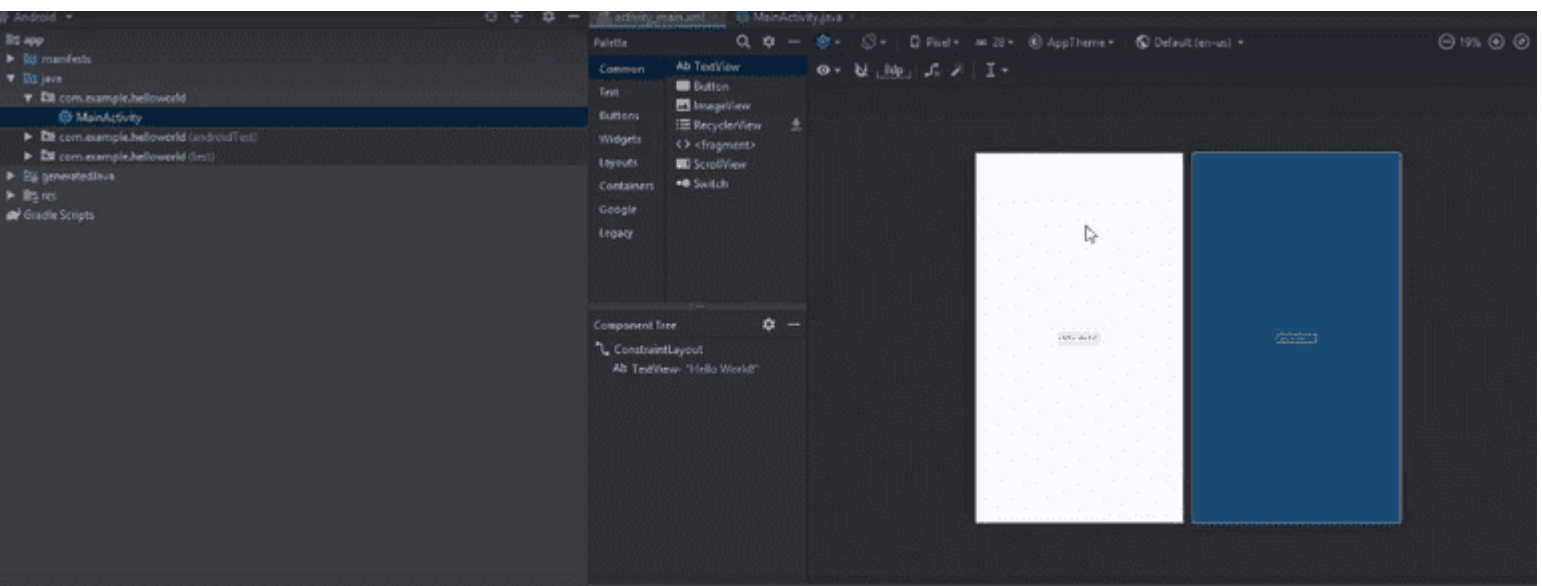 Android
app
manifests
java
com.example.helloworld
MainActivity
com.example.helloworld (androidTest)
com.example.helloworld (test)
generatedJava
res
Gradle Scripts
activity_main.xml
MainActivity.java
Palette
Common
Text
Buttons
Widgets
Layouts
Containers
Google
Legacy
Ab TextView
Button
ImageView
RecyclerView
<fragment>
ScrollView
Switch
Pixel
28
AppTheme
Default (en-us)
19%
Component Tree
ConstraintLayout
Ab TextView- "Hello World!"